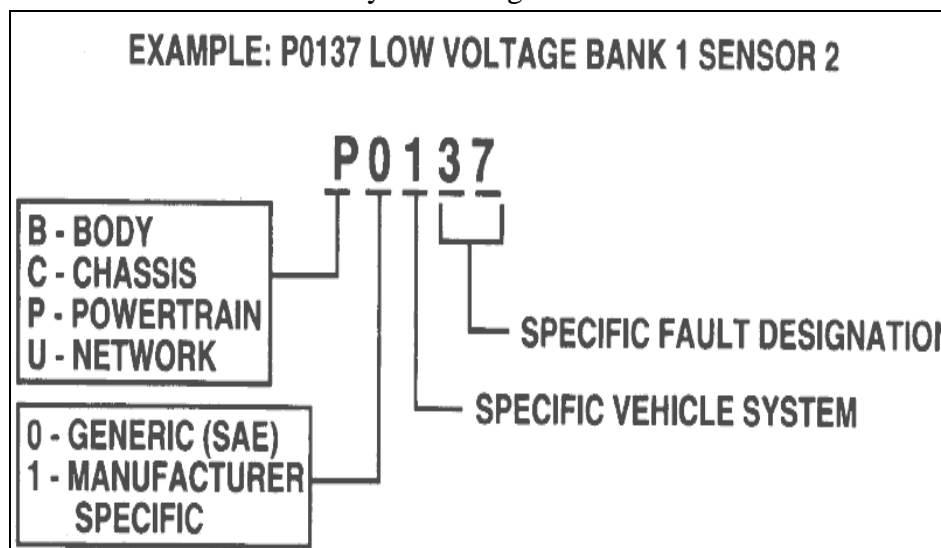 EXAMPLE: P0137 LOW VOLTAGE BANK 1 SENSOR 2
P0137
B - BODY
C - CHASSIS
P - POWERTRAIN
U - NETWORK
SPECIFIC FAULT DESIGNATION
SPECIFIC VEHICLE SYSTEM
0 - GENERIC (SAE)
1 - MANUFACTURER
SPECIFIC